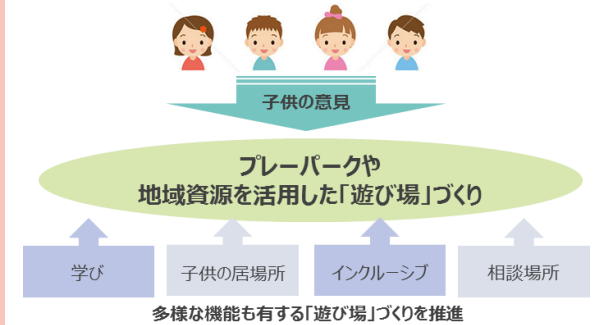 子供の意見
プレーパークや
地域資源を活用した「遊び場」づくり
学び
子供の居場所
インクルーシブ
相談場所
多様な機能も有する「遊び場」づくりを推進